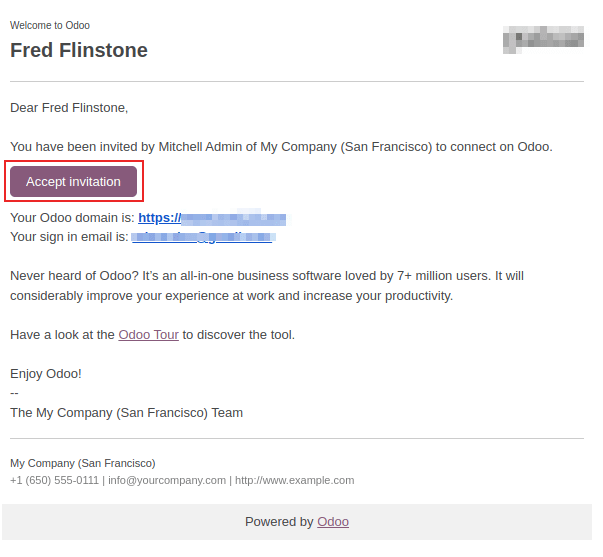 Welcome to Odoo
Fred Flinstone
Dear Fred Flinstone,
You have been invited by Mitchell Admin of My Company (San Francisco) to connect on Odoo.
Accept invitation
Your Odoo domain is: https://
Your sign in email is:
Never heard of Odoo? It’s an all-in-one business software loved by 7+ million users. It will
considerably improve your experience at work and increase your productivity.
Have a look at the Odoo Tour to discover the tool.
Enjoy Odoo!
--
The My Company (San Francisco) Team
My Company (San Francisco)
+1 (650) 555-0111 | info@yourcompany.com | http://www.example.com
Powered by Odoo